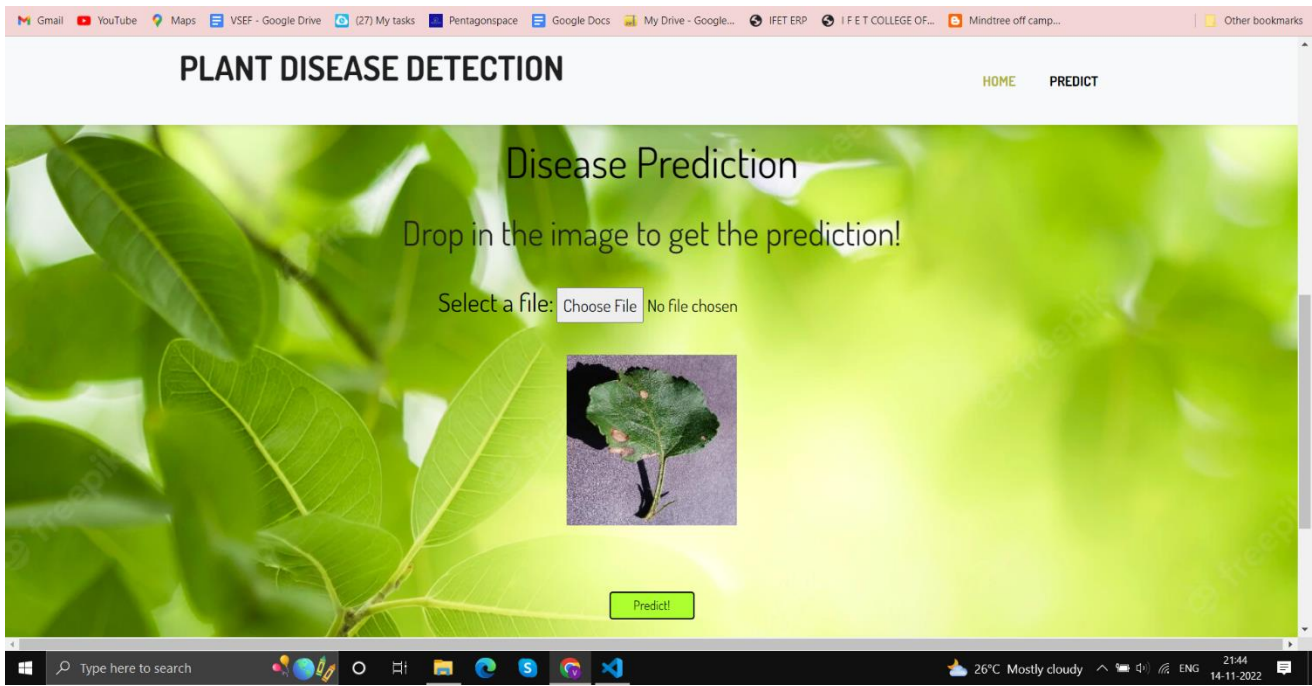 Gmail YouTube Maps VSEF - Google Drive (27) My tasks Pentagonspace Google Docs My Drive - Google... IFET ERP I F E T COLLEGE OF... Mindtree off camp... Other bookmarks
PLANT DISEASE DETECTION
HOME PREDICT
Disease Prediction
Drop in the image to get the prediction!
Select a file: Choose File No file chosen
Predict!
Type here to search
26°C Mostly cloudy ENG 21:44
14-11-2022